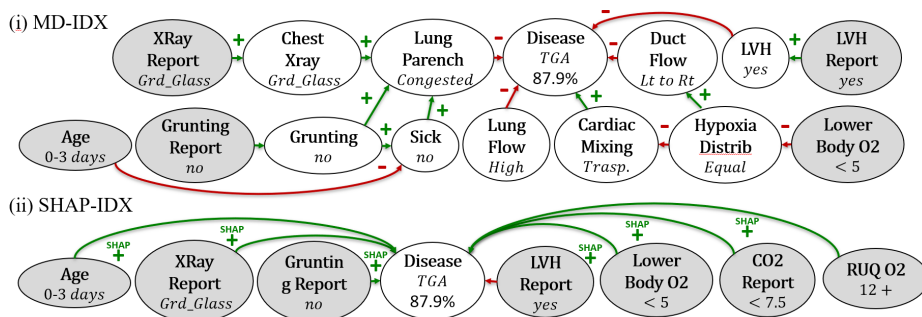 (i) MD-IDX
XRay
Report
Grd_Glass
+
Chest
Xray
Grd_Glass
+
Lung
Parench
Congested
-
Disease
TGA
87.9%
-
Duct
Flow
Lt to Rt
-
LVH
yes
+
LVH
Report
yes
+
+
-
+
+
Age
0-3 days
Grunting
Report
no
Grunting
no
+
Sick
no
-
Lung
Flow
High
Cardiac
Mixing
Trasp.
-
Hypoxia
Distrib
Equal
-
Lower
Body O2
< 5
(ii) SHAP-IDX
SHAP
+
SHAP
+
SHAP
+
SHAP
+
SHAP
+
SHAP
+
Age
0-3 days
XRay
Report
Grd_Glass
Gruntin
g Report
no
Disease
TGA
87.9%
LVH
Report
yes
Lower
Body O2
< 5
CO2
Report
< 7.5
RUQ O2
12 +